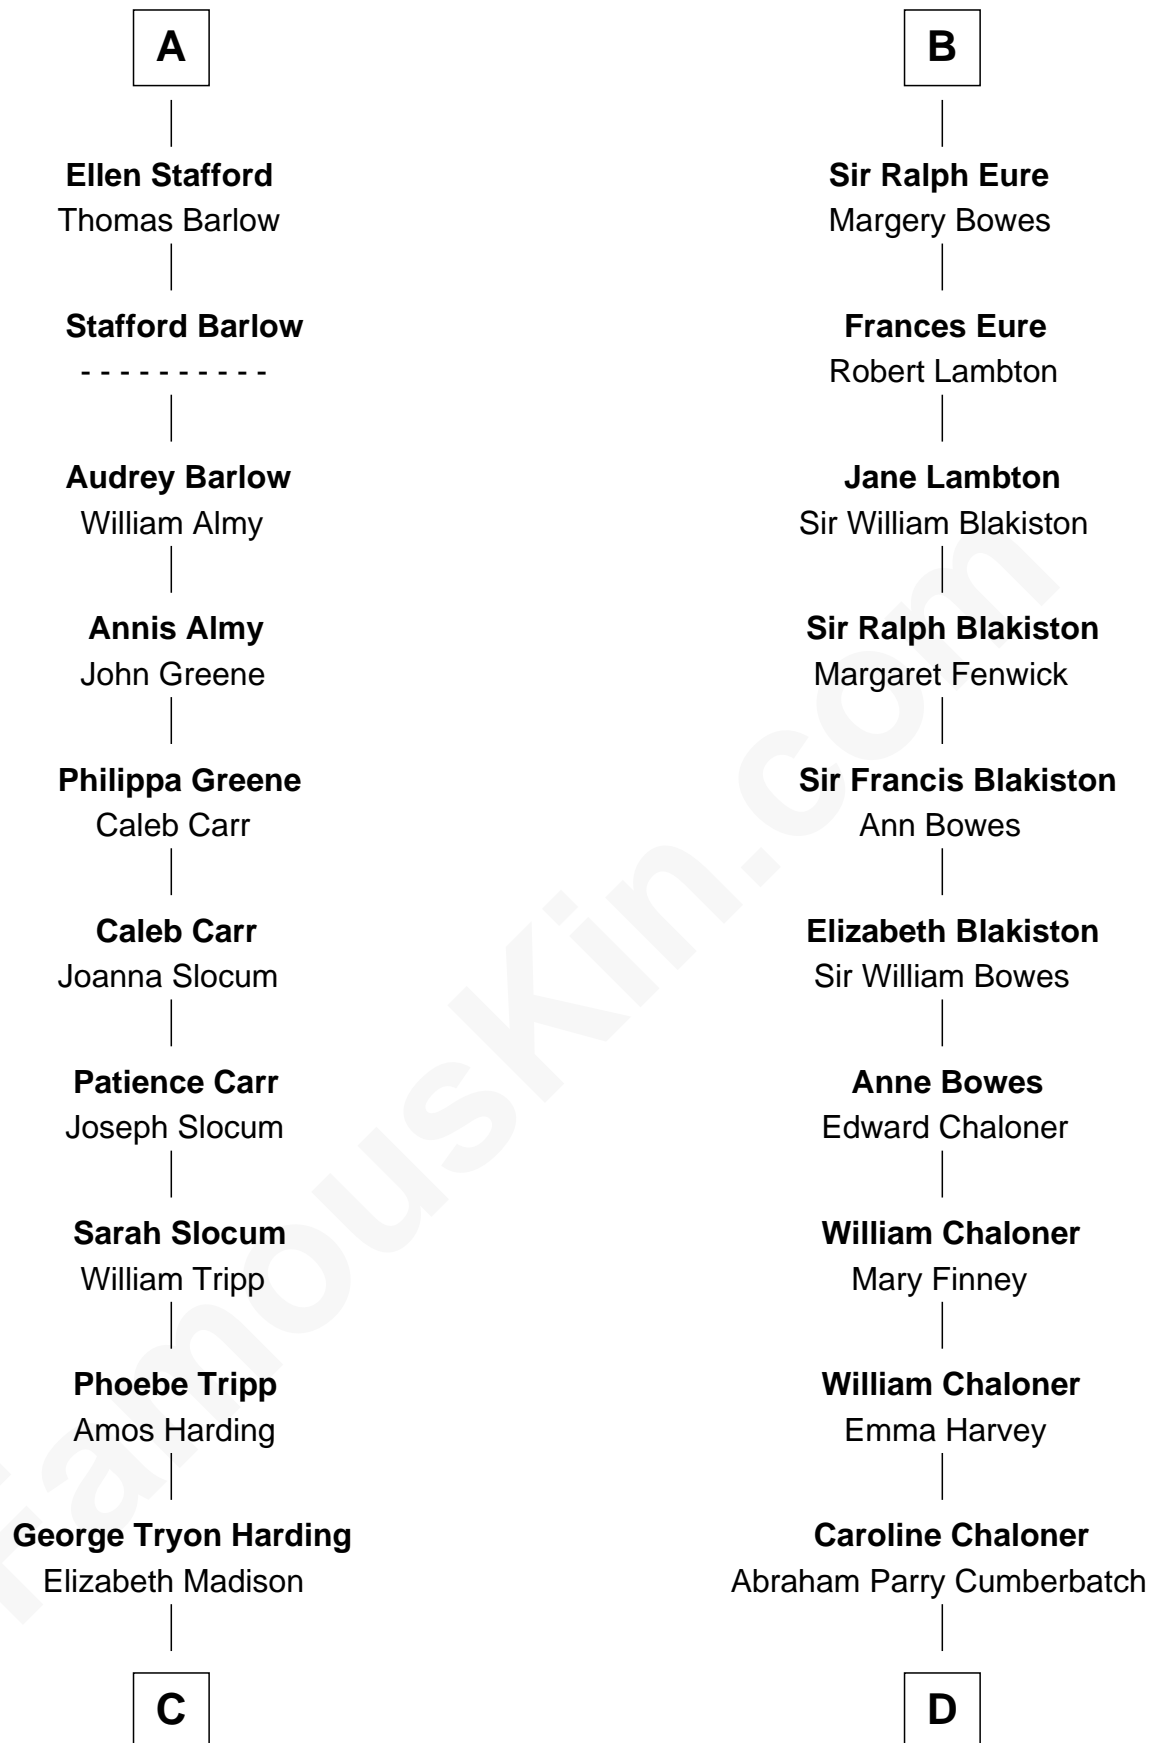 A
Ellen Stafford
Thomas Barlow
Stafford Barlow
- - - - - - - - - -
Audrey Barlow
William Almy
Annis Almy
John Greene
Philippa Greene
Caleb Carr
Caleb Carr
Joanna Slocum
Patience Carr
Joseph Slocum
Sarah Slocum
William Tripp
Phoebe Tripp
Amos Harding
George Tryon Harding
Elizabeth Madison
C
B
Sir Ralph Eure
Margery Bowes
Frances Eure
Robert Lambton
Jane Lambton
Sir William Blakiston
Sir Ralph Blakiston
Margaret Fenwick
Sir Francis Blakiston
Ann Bowes
Elizabeth Blakiston
Sir William Bowes
Anne Bowes
Edward Chaloner
William Chaloner
Mary Finney
William Chaloner
Emma Harvey
Caroline Chaloner
Abraham Parry Cumberbatch
D
FamousKin.com